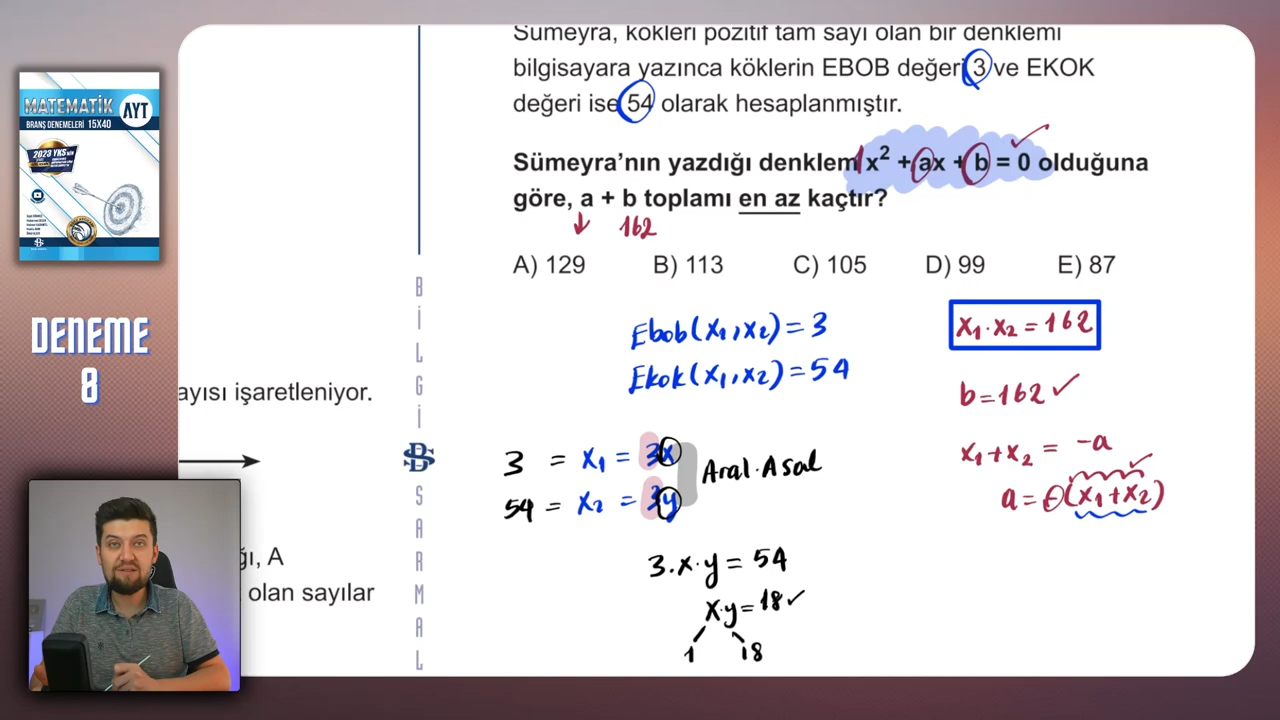 MATEMATİK AYT
BRANŞ DENEMELERİ 15X40
2023 YKS'NİN
DENEME
8
ayısı işaretleniyor.
ğı, A
olan sayılar
BİLGİ
SARMAL
Sümeyra, kökleri pozitif tam sayı olan bir denklemi
bilgisayara yazınca köklerin EBOB değeri 3 ve EKOK
değeri ise 54 olarak hesaplanmıştır.
Sümeyra'nın yazdığı denklem 1x² + ax + b = 0 olduğuna
göre, a + b toplamı en az kaçtır?
↓ 162
A) 129 B) 113 C) 105 D) 99 E) 87
Ebob(x₁,x₂) = 3
Ekok(x₁,x₂) = 54
3 = x₁ = 3x
54 = x₂ = 3y
Aral. Asal
3.x.y = 54
x.y = 18 ✓
1 18
x₁.x₂ = 162
b = 162 ✓
x₁+x₂ = -a
a = -(x₁+x₂)